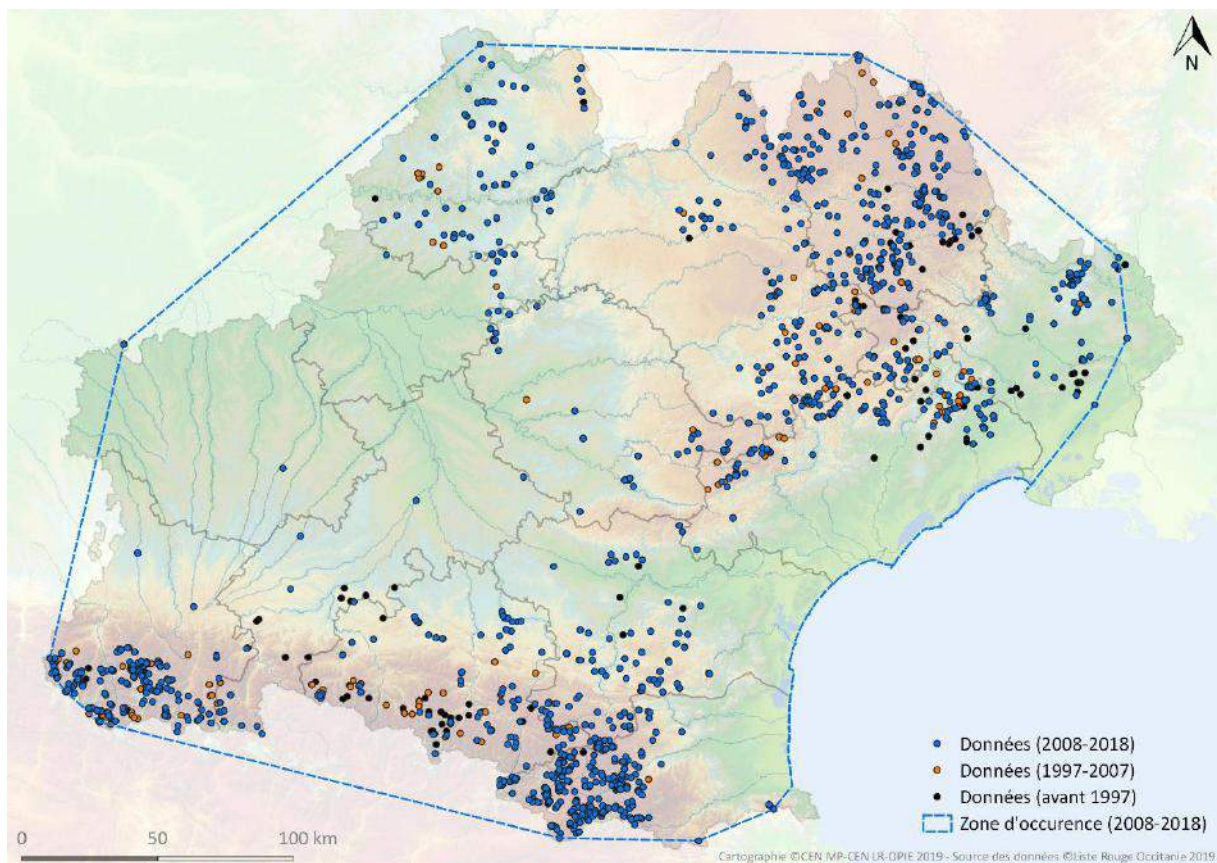 N
Données (2008-2018)
Données (1997-2007)
Données (avant 1997)
Zone d'occurence (2008-2018)
0 50 100 km
Cartographie ©CEN MP-CEN LR-OPIE 2019 - Source des données ©Liste Rouge Occitanie 2019